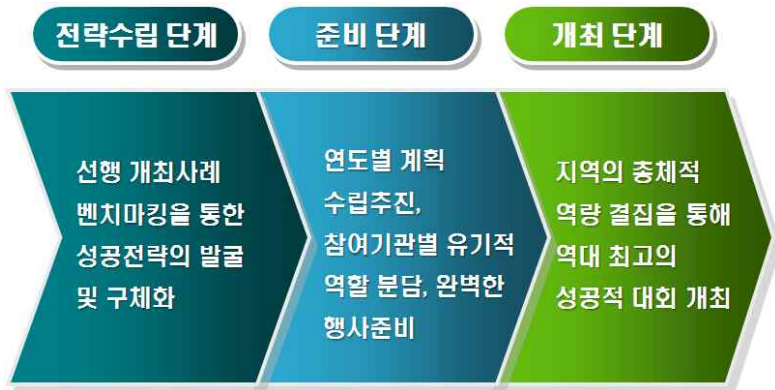 전략수립 단계
준비 단계
개최 단계
선행 개최사례
벤치마킹을 통한
성공전략의 발굴
및 구체화
연도별 계획
수립추진,
참여기관별 유기적
역할 분담, 완벽한
행사준비
지역의 총체적
역량 결집을 통해
역대 최고의
성공적 대회 개최